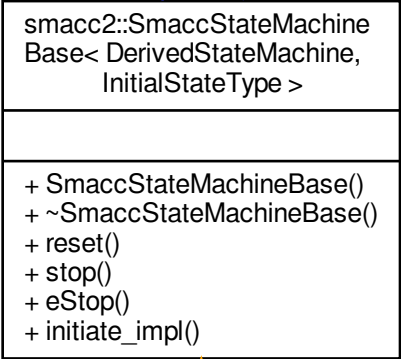 smacc2::SmaccStateMachine
Base< DerivedStateMachine,
InitialStateType >
+ SmaccStateMachineBase()
+ ~SmaccStateMachineBase()
+ reset()
+ stop()
+ eStop()
+ initiate_impl()